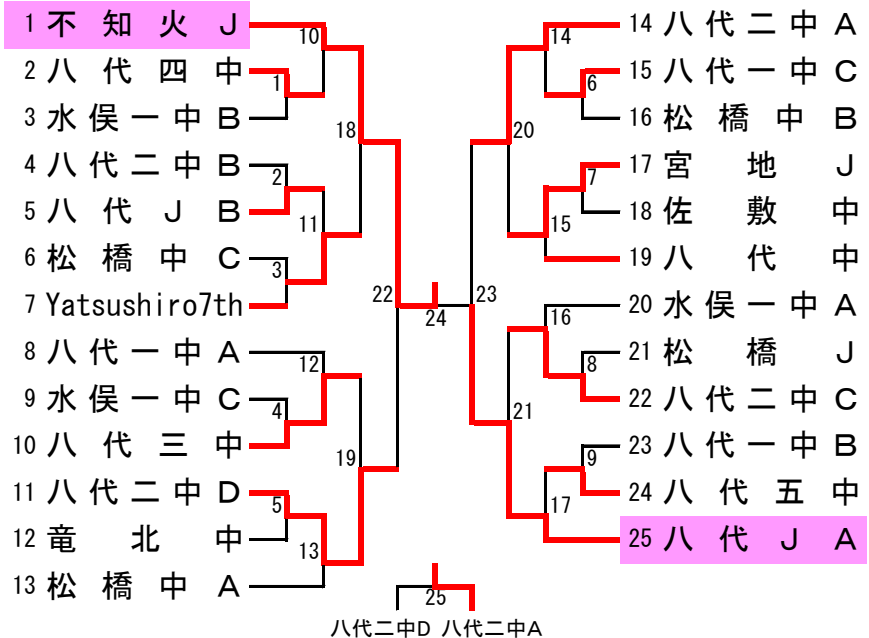 1 不知火J
2 八代四中
3 水俣一中B
4 八代二中B
5 八代JB
6 松橋中C
7 Yatsushiro7th
8 八代一中A
9 水俣一中C
10 八代三中
11 八代二中D
12 竜北中
13 松橋中A
10
1
18
2
11
3
22
12
4
19
5
13
24
25
八代二中D 八代二中A
14
6
20
7
15
23
16
8
21
9
17
14 八代二中A
15 八代一中C
16 松橋中B
17 宮地J
18 佐敷中
19 八代中
20 水俣一中A
21 松橋J
22 八代二中C
23 八代一中B
24 八代五中
25 八代JA